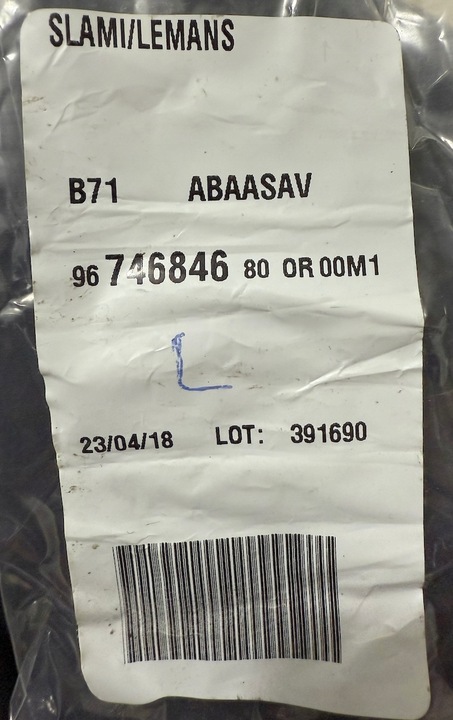 SLAMI/LEMANS
B71 ABAASAV
96 746846 80 OR 00M1
L
23/04/18 LOT: 391690